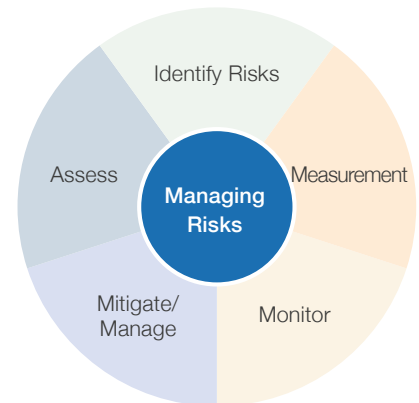 Identify Risks
Assess
Managing
Risks
Measurement
Mitigate/
Manage
Monitor